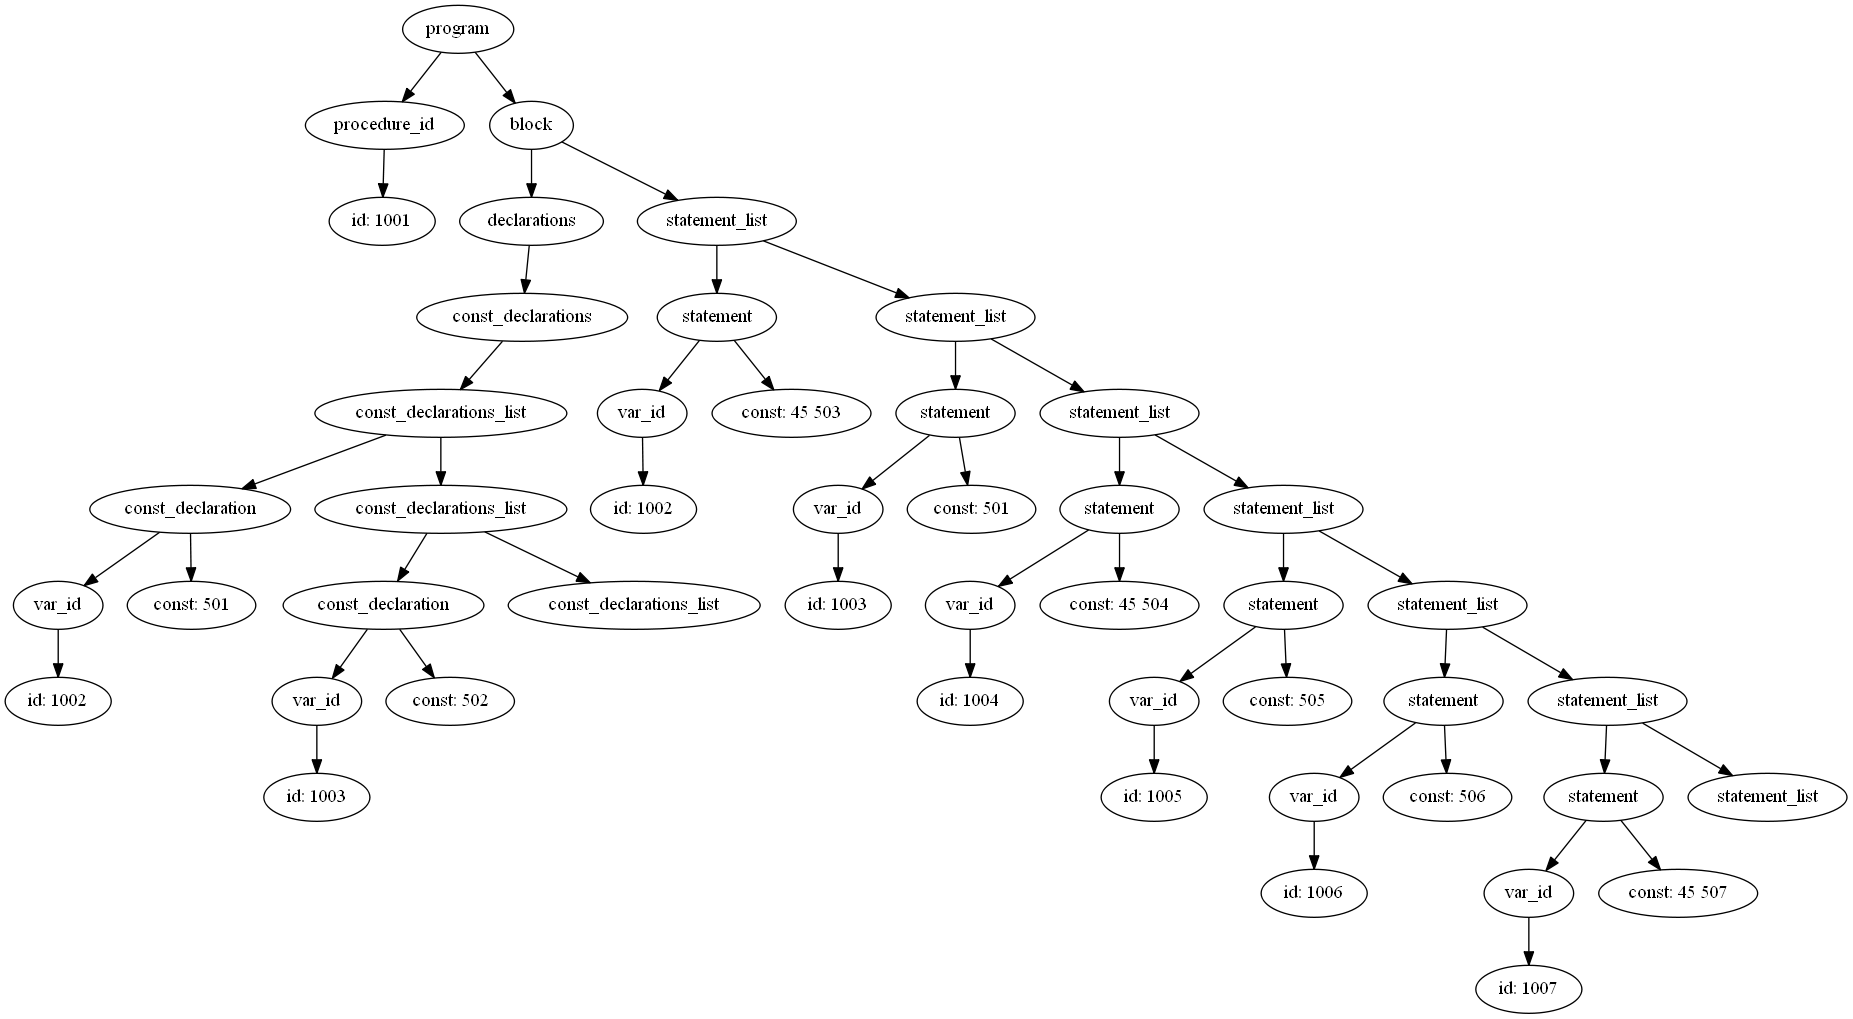 program
procedure_id
block
id: 1001
declarations
statement_list
const_declarations
statement
statement_list
const_declarations_list
var_id
const: 45 503
statement
statement_list
const_declaration
const_declarations_list
id: 1002
var_id
const: 501
statement
statement_list
var_id
const: 501
const_declaration
const_declarations_list
id: 1003
var_id
const: 45 504
statement
statement_list
id: 1002
var_id
const: 502
id: 1004
var_id
const: 505
statement
statement_list
id: 1003
id: 1005
var_id
const: 506
statement
statement_list
id: 1006
var_id
const: 45 507
id: 1007